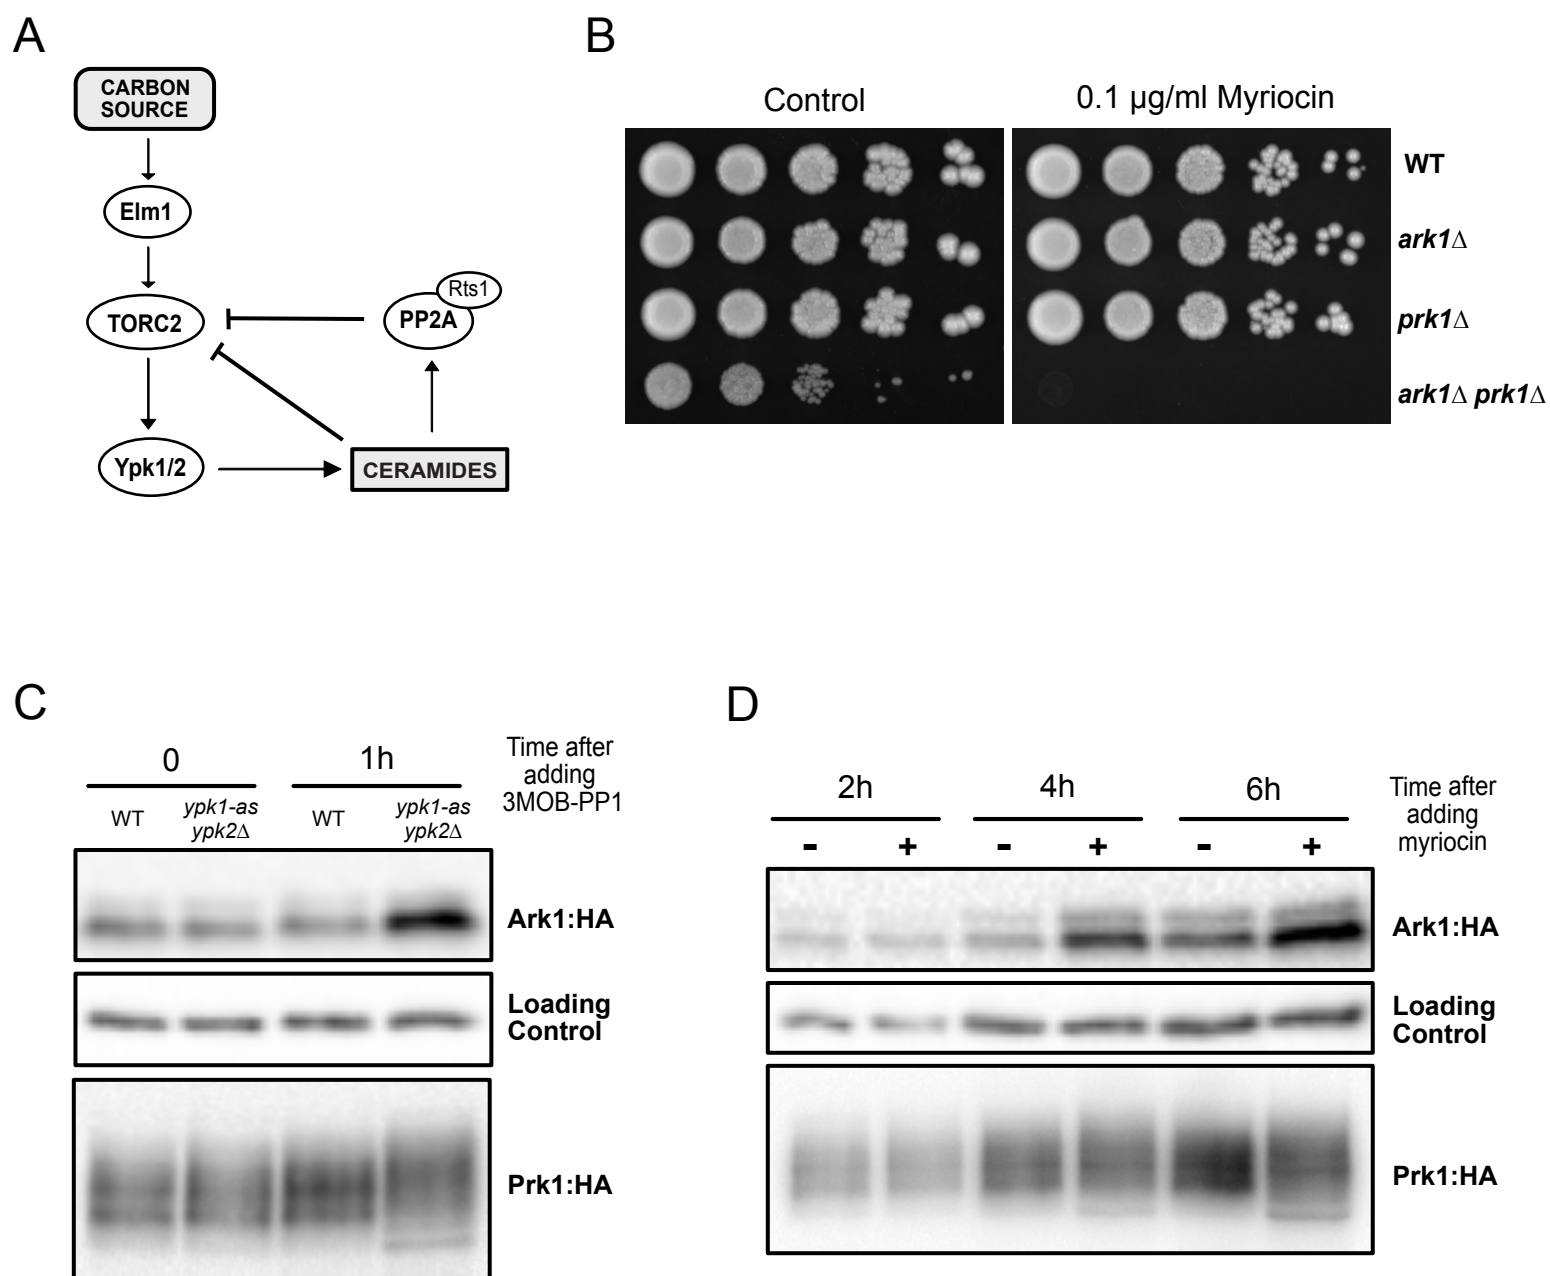 A
CARBON
SOURCE
Elm1
TORC2
Rts1
PP2A
Ypk1/2
CERAMIDES
B
Control
0.1 µg/ml Myriocin
WT
ark1Δ
prk1Δ
ark1Δ prk1Δ
C
0
1h
Time after
adding
3MOB-PP1
WT
ypk1-as
ypk2Δ
WT
ypk1-as
ypk2Δ
Ark1:HA
Loading
Control
Prk1:HA
D
2h
4h
6h
Time after
adding
myriocin
- + - + - +
Ark1:HA
Loading
Control
Prk1:HA